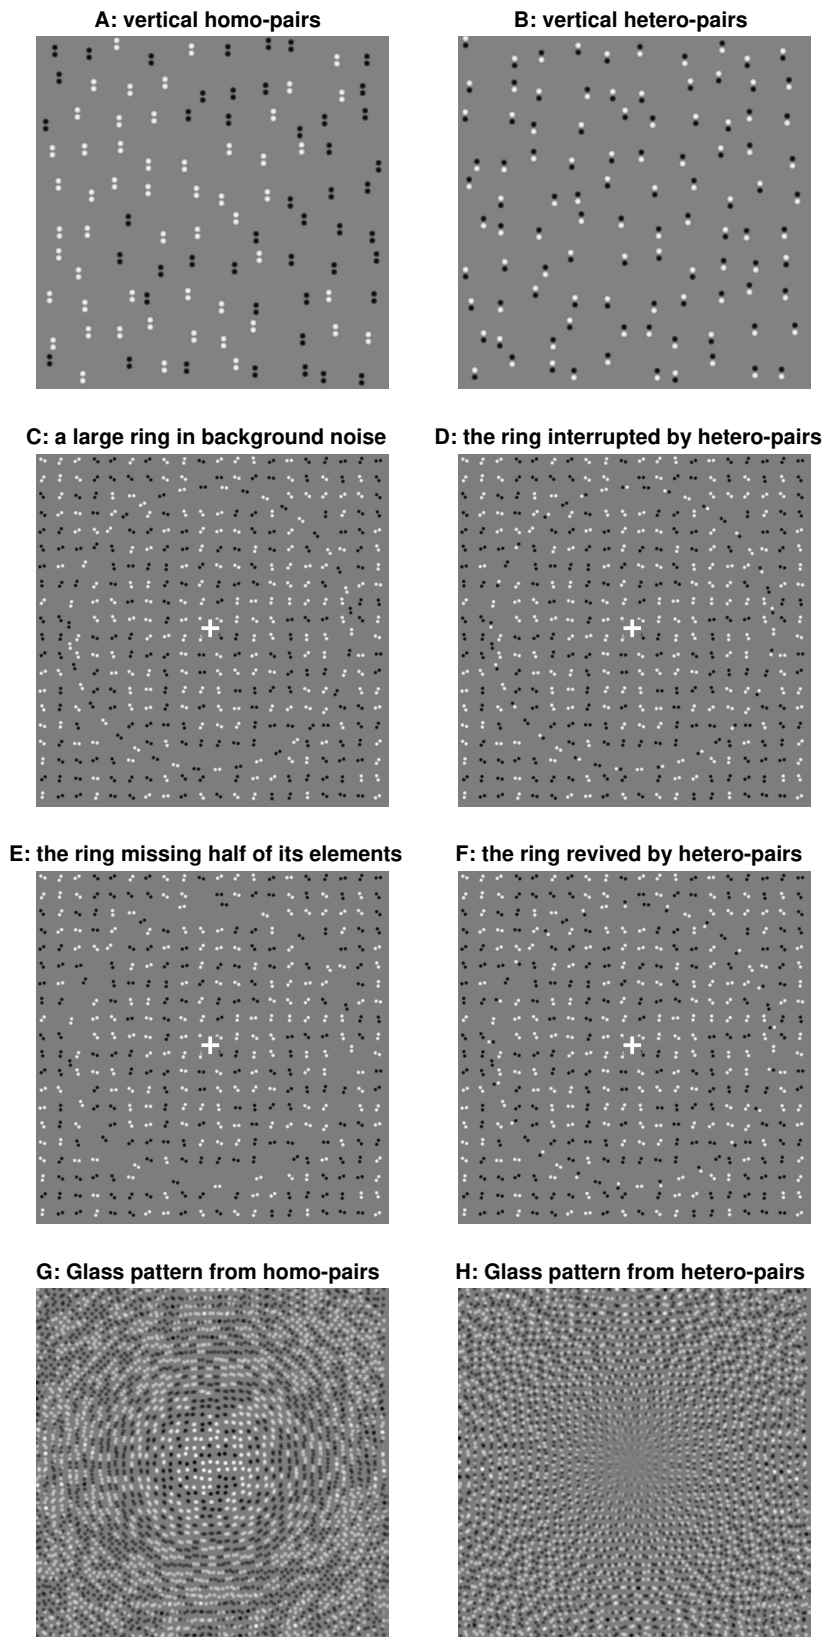 A: vertical homo-pairs
B: vertical hetero-pairs
C: a large ring in background noise
D: the ring interrupted by hetero-pairs
E: the ring missing half of its elements
F: the ring revived by hetero-pairs
G: Glass pattern from homo-pairs
H: Glass pattern from hetero-pairs